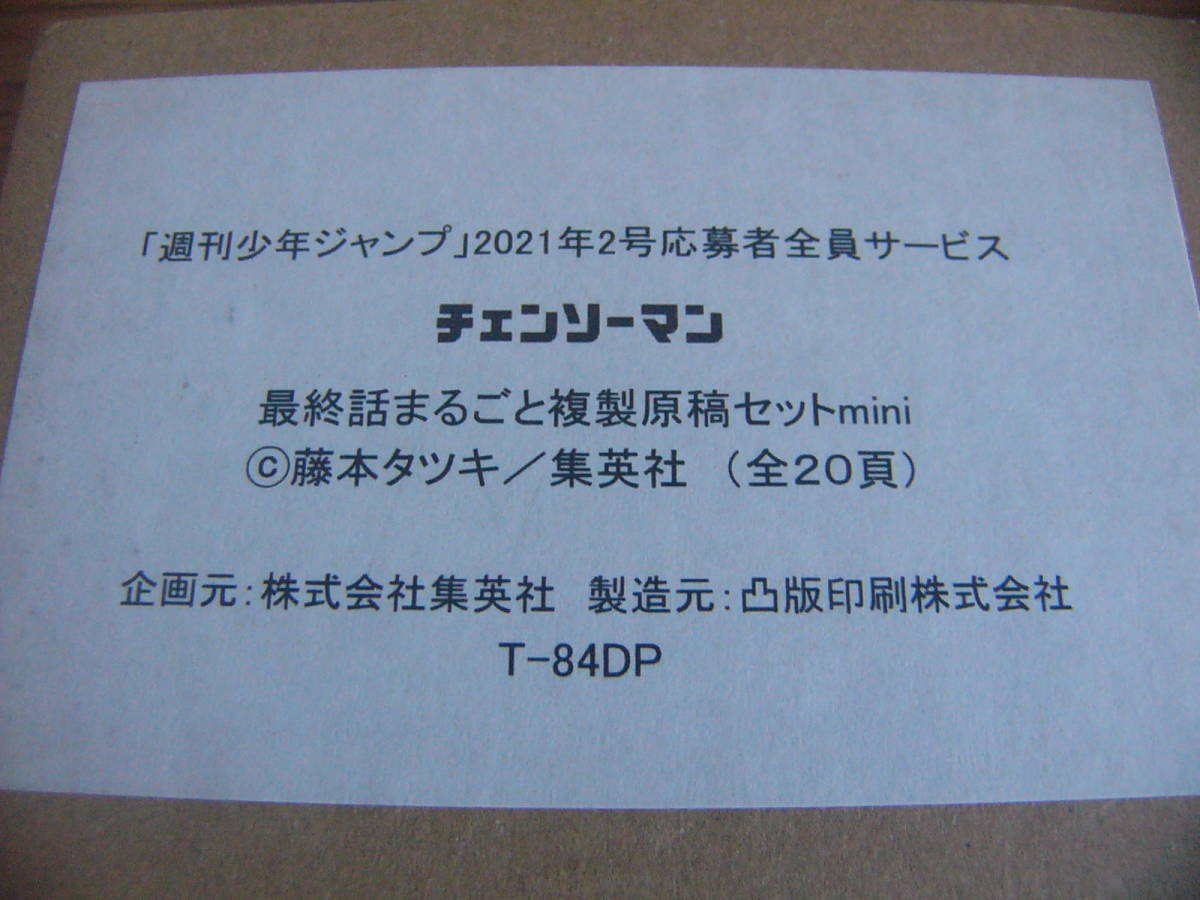 「週刊少年ジャンプ」2021年2号応募者全員サービス
チェンソーマン
最終話まるごと複製原稿セットmini
©藤本タツキ／集英社　（全20頁）
企画元：株式会社集英社　製造元：凸版印刷株式会社
T-84DP